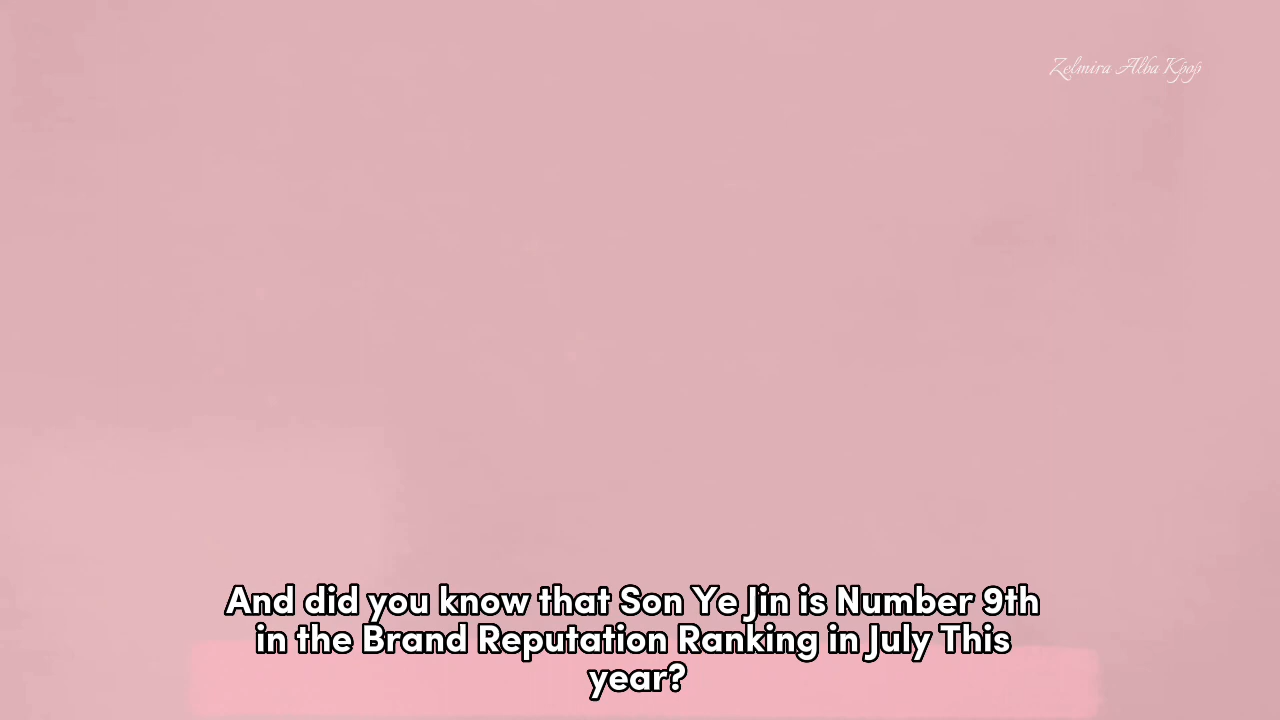 Zelmira Alba Kpop
And did you know that Son Ye Jin is Number 9th
in the Brand Reputation Ranking in July This
year?